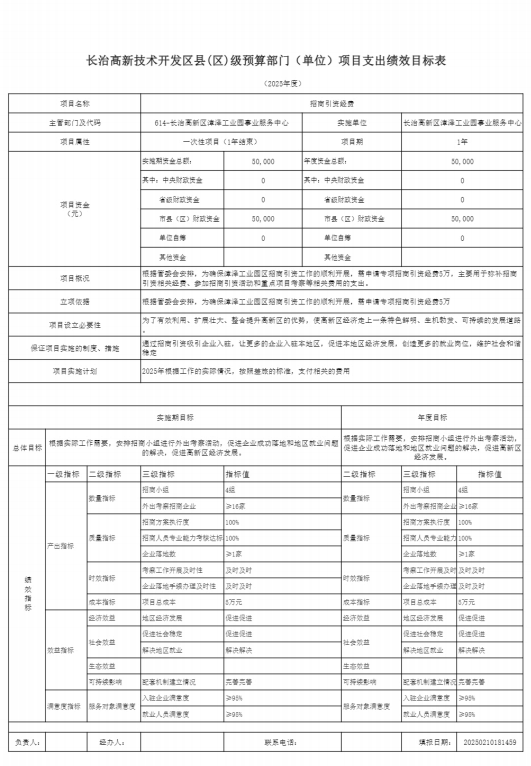 长治高新技术开发区县(区)级预算部门（单位）项目支出绩效目标表
（2025年度）
项目名称 招商引资经费
主管部门及代码 614-长治高新区漳泽工业园事业服务中心 实施单位 长治高新区漳泽工业园事业服务中心
项目属性 一次性项目（1年结束） 项目期 1年
项目资金（元） 实施期资金总额： 50,000 年度资金总额： 50,000
其中：中央财政资金 0 其中：中央财政资金 0
省级财政资金 0 省级财政资金 0
市县（区）财政资金 50,000 市县（区）财政资金 50,000
单位自筹 0 单位自筹 0
其他资金 其他资金
项目概况 根据管委会安排，为确保漳泽工业园区招商引资工作的顺利开展，需申请专项招商引资经费5万，主要用于弥补招商
引资相关经费、参加招商引资活动和重点项目考察等相关费用的支出。
立项依据 根据管委会安排，为确保漳泽工业园区招商引资工作的顺利开展，需申请专项招商引资经费5万
项目设立必要性 为了有效利用、扩展壮大、整合提升高新区的优势，使高新区经济走上一条特色鲜明、生机勃发、可持续的发展道路
。
保证项目实施的制度、措施 通过招商引资吸引企业入驻，让更多的企业入驻本地区，促进本地区经济发展，创造更多的就业岗位，维护社会和谐
稳定
项目实施计划 2025年根据工作的实际情况，按照签批的标准，支付相关的费用
实施期目标 年度目标
总体目标 根据实际工作需要，安排招商小组进行外出考察活动，促进企业成功落地和地区就业问题
的解决，促进高新区经济发展。
根据实际工作需要，安排招商小组进行外出考察活动，
促进企业成功落地和地区就业问题的解决，促进高新区
经济发展。
绩效指标 一级指标 二级指标 三级指标 指标值 二级指标 三级指标 指标值
产出指标 数量指标 招商小组 4组 数量指标 招商小组 4组
外出考察招商企业 ≥16家 外出考察招商企业 ≥16家
质量指标 招商方案执行度 100% 质量指标 招商方案执行度 100%
招商人员专业能力考核达标 100% 招商人员专业能力 100%
企业落地数 ≥1家 企业落地数 ≥1家
时效指标 考察工作开展及时性 及时及时 时效指标 考察工作开展及时 及时及时
企业落地手续办理及时性 及时及时 企业落地手续办理 及时及时
成本指标 项目总成本 5万元 成本指标 项目总成本 5万元
效益指标 经济效益 地区经济发展 促进促进 经济效益 地区经济发展 促进促进
社会效益 促进社会稳定 促进促进 社会效益 促进社会稳定 促进促进
解决地区就业 解决解决 解决地区就业 解决解决
生态效益 生态效益
可持续影响 配套机制建立情况 完善完善 可持续影响 配套机制建立情况 完善完善
满意度指标 服务对象满意度 入驻企业满意度 ≥95% 服务对象满意度 入驻企业满意度 ≥95%
就业人员满意度 ≥95% 就业人员满意度 ≥95%
负责人： 经办人： 联系电话： 填报日期： 20250210181459